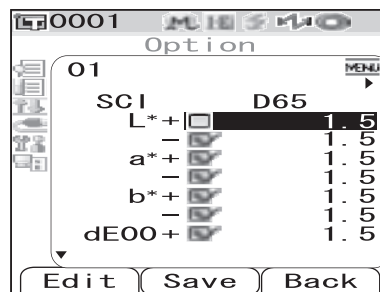 0001
Option
01 MENU
SCI D65
L*+ 1.5
- 1.5
a*+ 1.5
- 1.5
b*+ 1.5
- 1.5
dE00+ 1.5
Edit Save Back